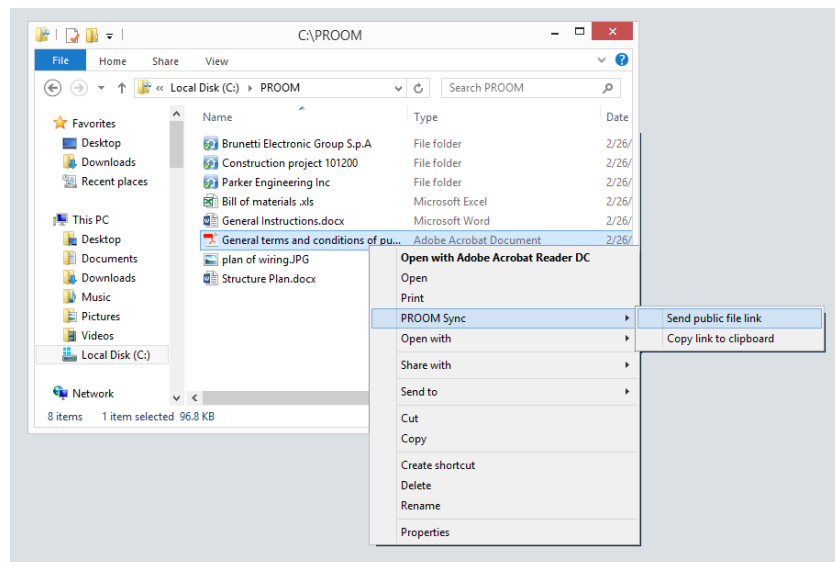 C:\PROOM
File Home Share View
« Local Disk (C:) PROOM Search PROOM
Name Type Date
Favorites
Desktop
Downloads
Recent places
This PC
Desktop
Documents
Downloads
Music
Pictures
Videos
Local Disk (C:)
Network
Brunetti Electronic Group S.p.A File folder 2/26/
Construction project 101200 File folder 2/26/
Parker Engineering Inc File folder 2/26/
Bill of materials .xls Microsoft Excel 2/26/
General Instructions.docx Microsoft Word 2/26/
General terms and conditions of pu... Adobe Acrobat Document 2/26/
plan of wiring.JPG
Structure Plan.docx
8 items 1 item selected 96.8 KB
Open with Adobe Acrobat Reader DC
Open
Print
PROOM Sync
Open with
Share with
Send to
Cut
Copy
Create shortcut
Delete
Rename
Properties
Send public file link
Copy link to clipboard